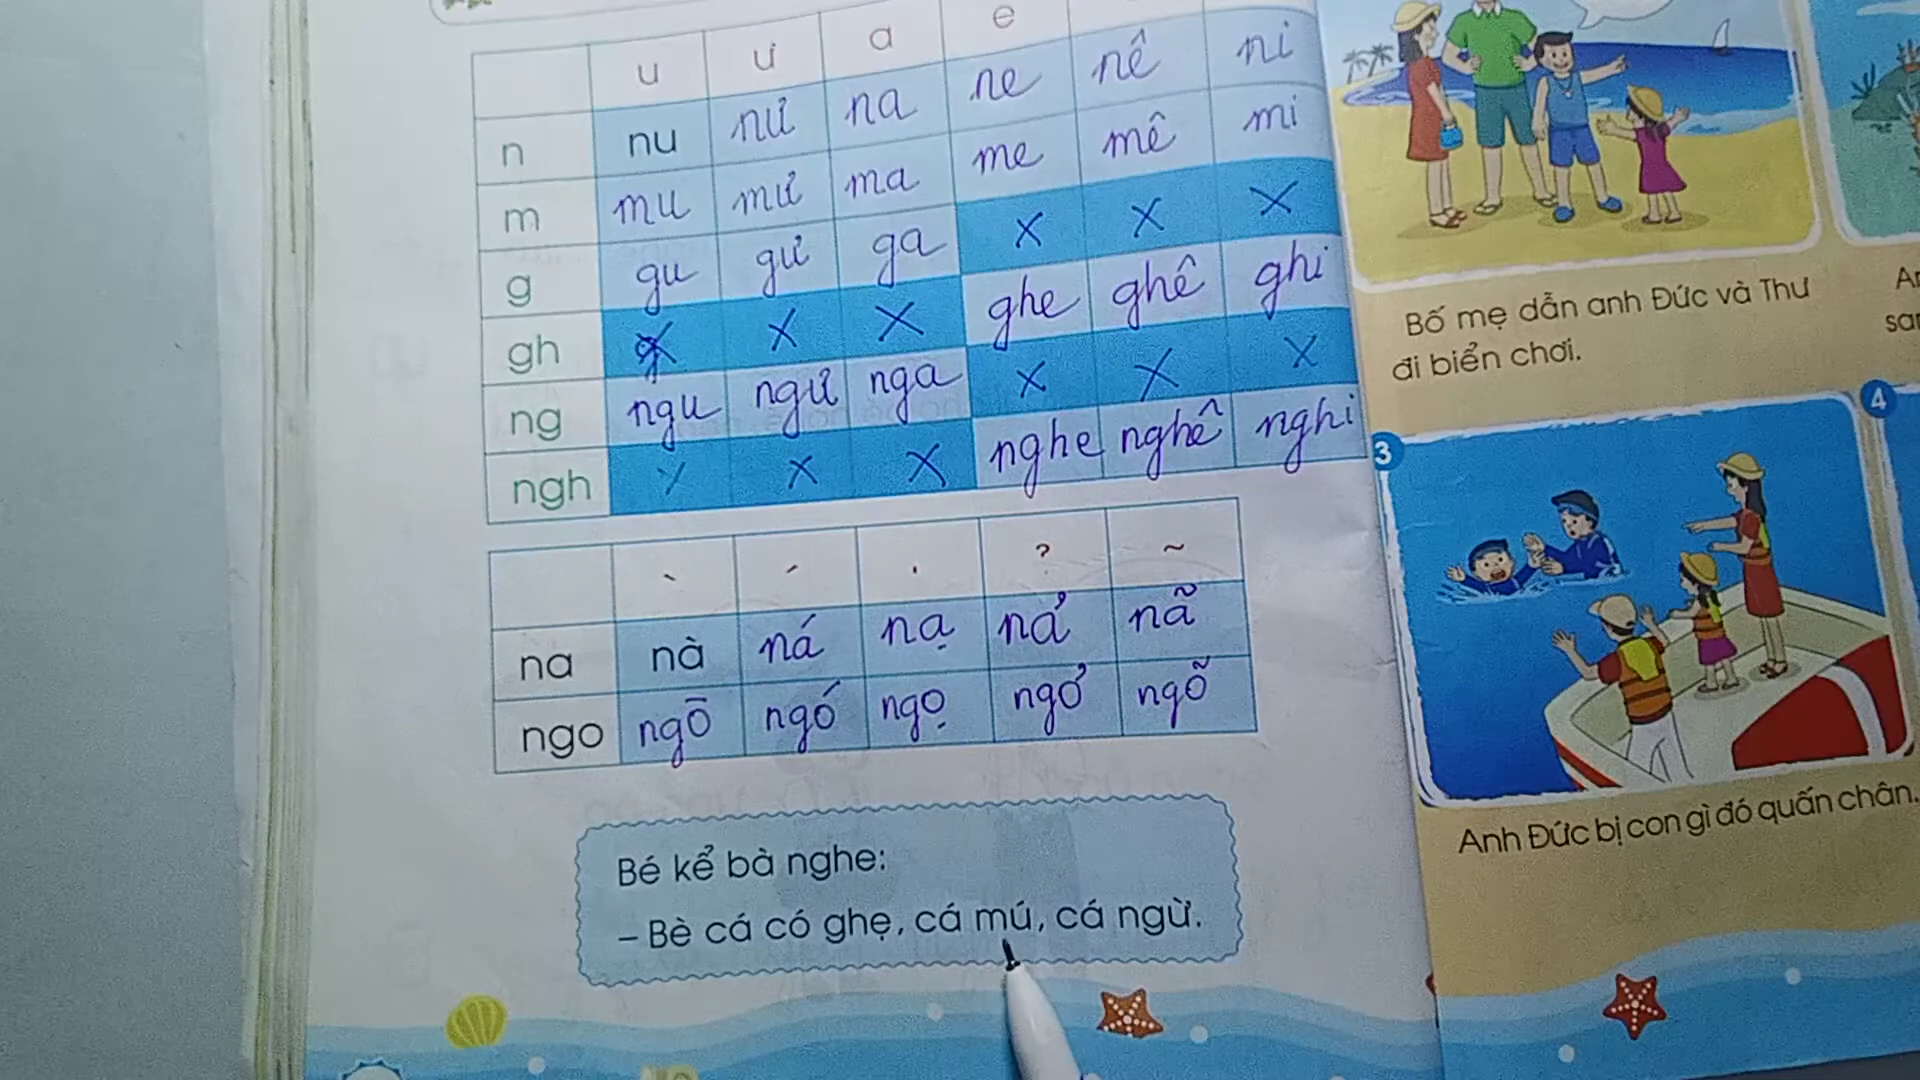 u ư a e
n nu nư na ne nê ni
m mu mư ma me mê mi
g gu gư ga x x x
gh x x x ghe ghê ghi
ng ngu ngư nga x x x
ngh x x x nghe nghê nghi
ˋ ˊ . ? ~
na nà ná nạ nả nã
ngo ngō ngó ngọ ngỏ ngõ
Bé kể bà nghe:
– Bè cá có ghẹ, cá mú, cá ngừ.
Bố mẹ dẫn anh Đức và Thư
đi biển chơi.
3
Anh Đức bị con gì đó quấn chân.
4